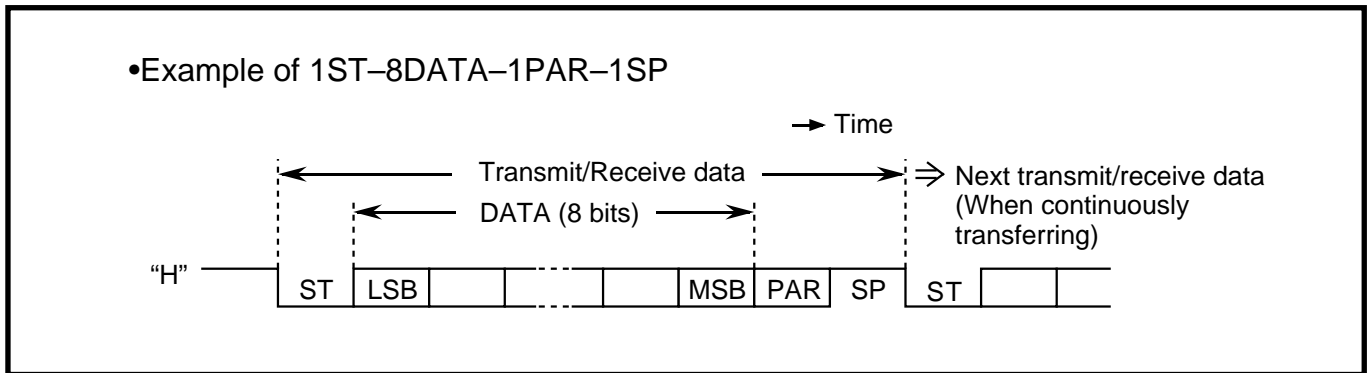 •Example of 1ST–8DATA–1PAR–1SP
→ Time
Transmit/Receive data
⇒ Next transmit/receive data
(When continuously
transferring)
DATA (8 bits)
“H”
ST LSB MSB PAR SP ST